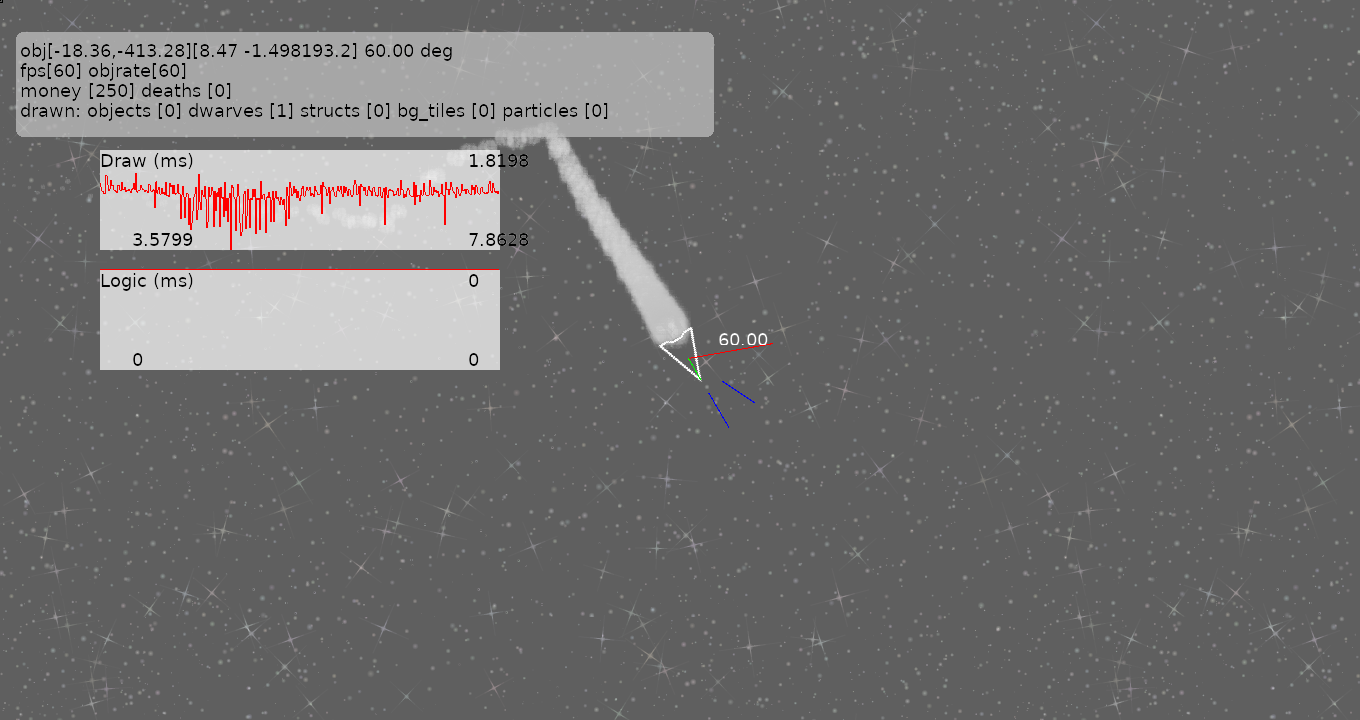 obj[-18.36,-413.28][8.47 -1.498193.2] 60.00 deg
fps[60] objrate[60]
money [250] deaths [0]
drawn: objects [0] dwarves [1] structs [0] bg_tiles [0] particles [0]
Draw (ms) 1.8198
3.5799 7.8628
Logic (ms) 0
0 0
60.00